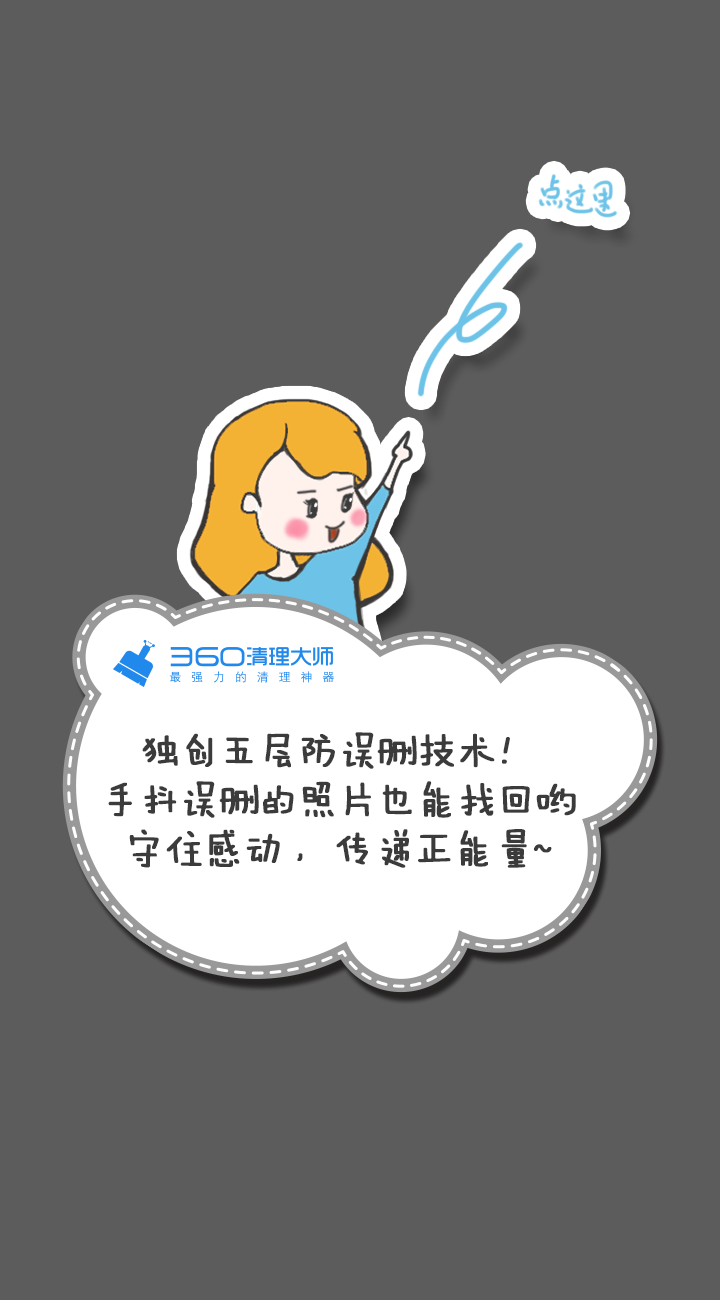 点这里
360清理大师
最强力的清理神器
独创五层防误删技术！
手抖误删的照片也能找回哟
守住感动，传递正能量~